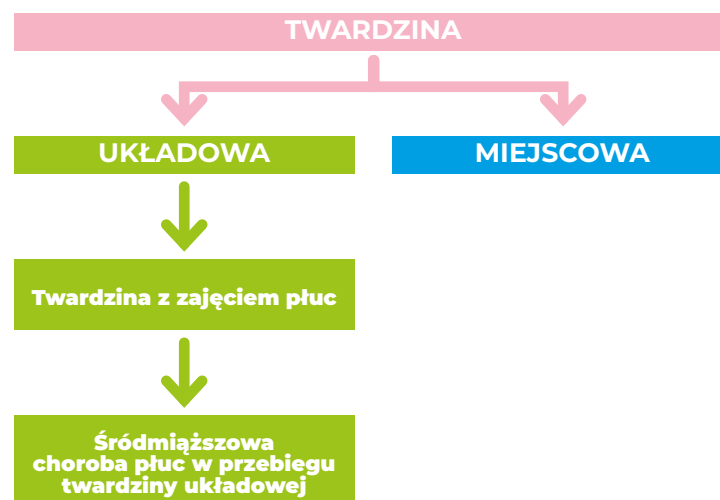 TWARDZINA
UKŁADOWA
MIEJSCOWA
Twardzina z zajęciem płuc
Śródmiąższowa
choroba płuc w przebiegu
twardziny układowej